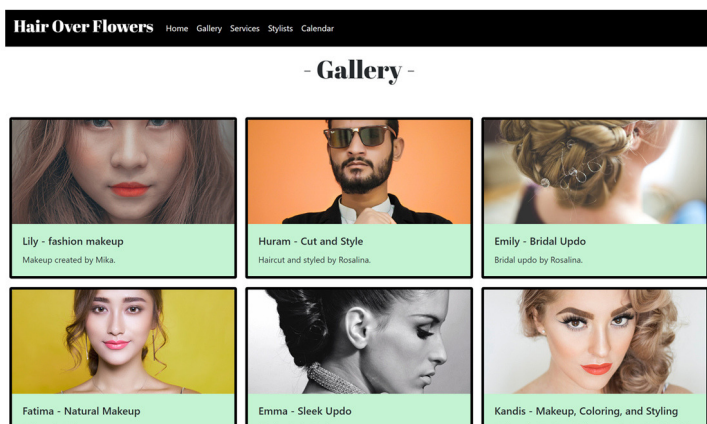 Hair Over Flowers Home Gallery Services Stylists Calendar
- Gallery -
Lily - fashion makeup
Makeup created by Mika.
Huram - Cut and Style
Haircut and styled by Rosalina.
Emily - Bridal Updo
Bridal updo by Rosalina.
Fatima - Natural Makeup
Emma - Sleek Updo
Kandis - Makeup, Coloring, and Styling